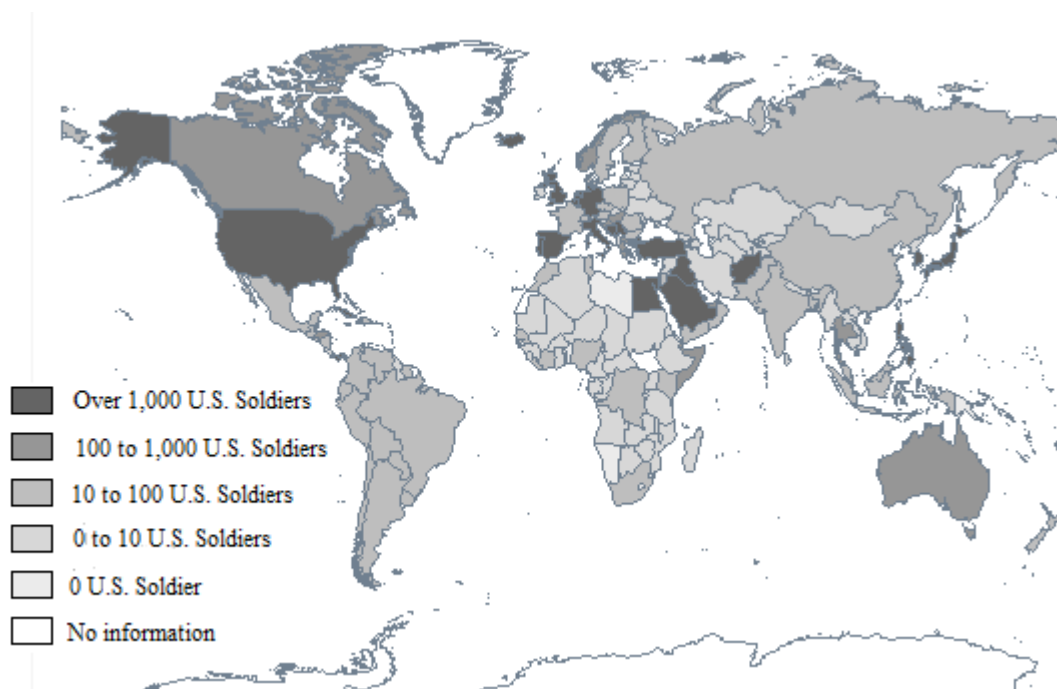 Over 1,000 U.S. Soldiers
100 to 1,000 U.S. Soldiers
10 to 100 U.S. Soldiers
0 to 10 U.S. Soldiers
0 U.S. Soldier
No information